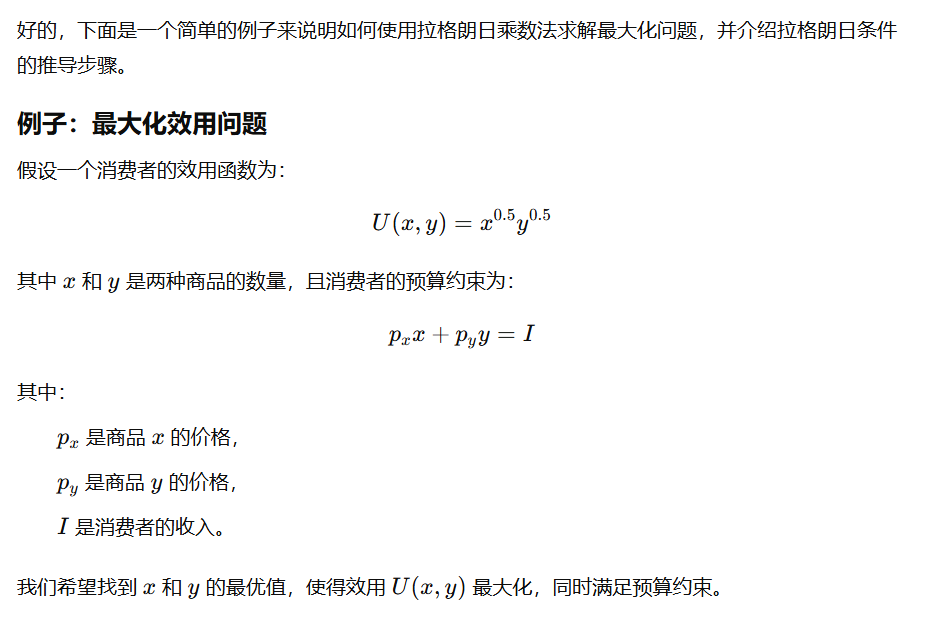 好的，下面是一个简单的例子来说明如何使用拉格朗日乘数法求解最大化问题，并介绍拉格朗日条件
的推导步骤。
例子：最大化效用问题
假设一个消费者的效用函数为：
U(x, y) = x^{0.5}y^{0.5}
其中 x 和 y 是两种商品的数量，且消费者的预算约束为：
p_x x + p_y y = I
其中：
p_x 是商品 x 的价格，
p_y 是商品 y 的价格，
I 是消费者的收入。
我们希望找到 x 和 y 的最优值，使得效用 U(x, y) 最大化，同时满足预算约束。